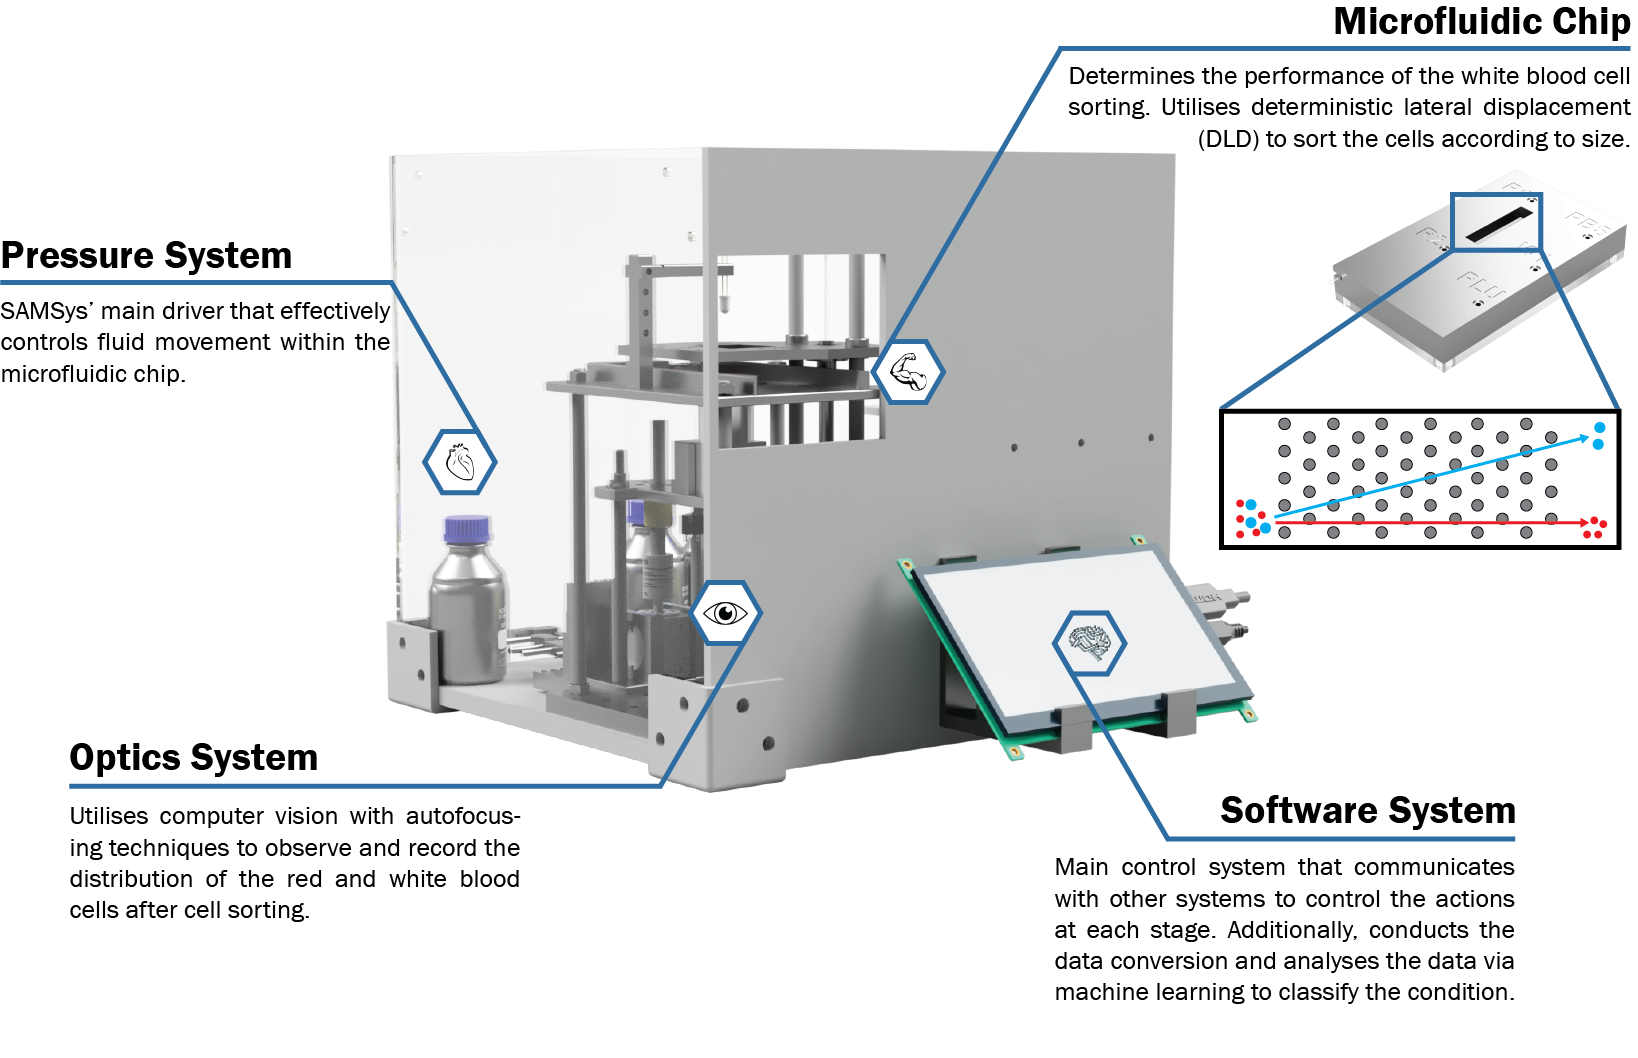 Microfluidic Chip
Determines the performance of the white blood cell
sorting. Utilises deterministic lateral displacement
(DLD) to sort the cells according to size.
Pressure System
SAMSys’ main driver that effectively
controls fluid movement within the
microfluidic chip.
Optics System
Utilises computer vision with autofocus-
ing techniques to observe and record the
distribution of the red and white blood
cells after cell sorting.
Software System
Main control system that communicates
with other systems to control the actions
at each stage. Additionally, conducts the
data conversion and analyses the data via
machine learning to classify the condition.